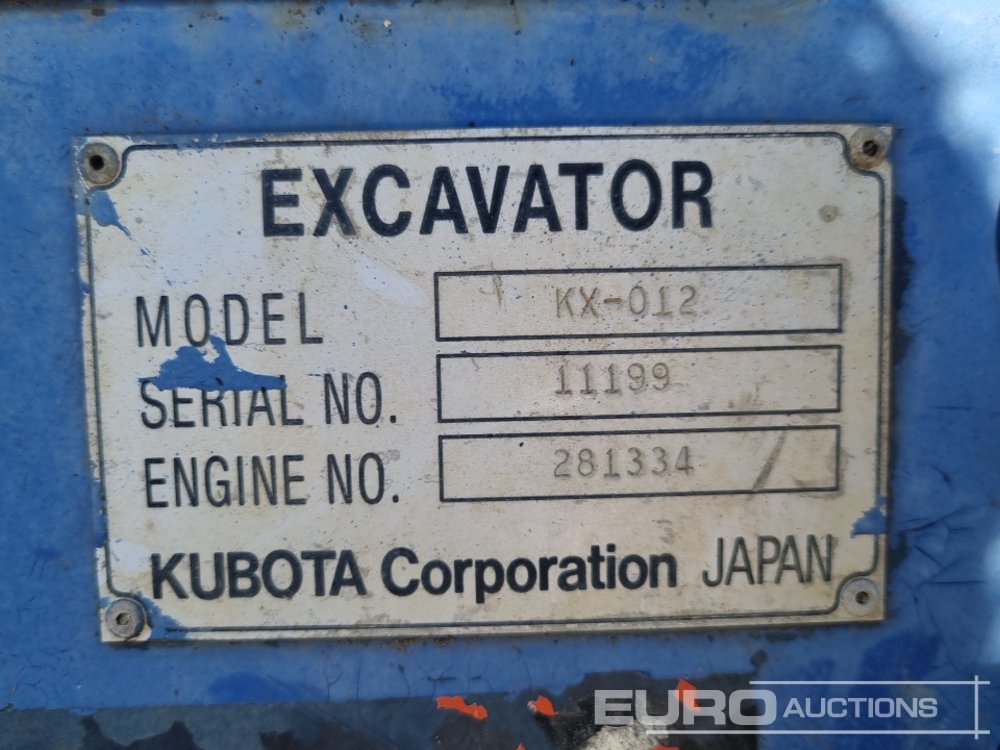 EXCAVATOR
MODEL KX-012
SERIAL NO. 11199
ENGINE NO. 281334
KUBOTA Corporation JAPAN
EURO AUCTIONS